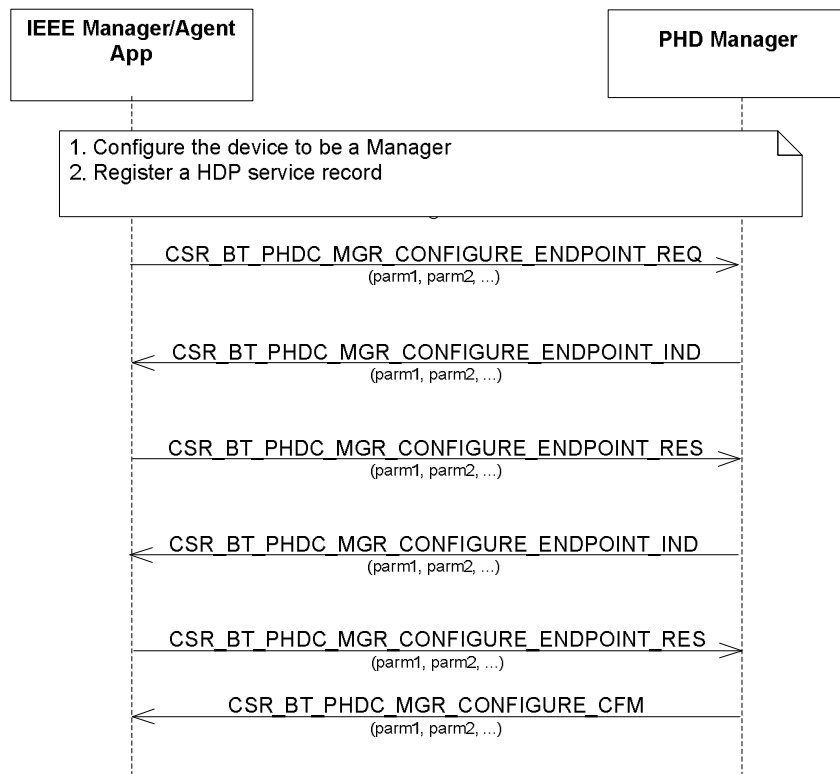 IEEE Manager/Agent
App
PHD Manager
1. Configure the device to be a Manager
2. Register a HDP service record
CSR_BT_PHDC_MGR_CONFIGURE_ENDPOINT_REQ
(parm1, parm2, ...)
CSR_BT_PHDC_MGR_CONFIGURE_ENDPOINT_IND
(parm1, parm2, ...)
CSR_BT_PHDC_MGR_CONFIGURE_ENDPOINT_RES
(parm1, parm2, ...)
CSR_BT_PHDC_MGR_CONFIGURE_ENDPOINT_IND
(parm1, parm2, ...)
CSR_BT_PHDC_MGR_CONFIGURE_ENDPOINT_RES
(parm1, parm2, ...)
CSR_BT_PHDC_MGR_CONFIGURE_CFM
(parm1, parm2, ...)